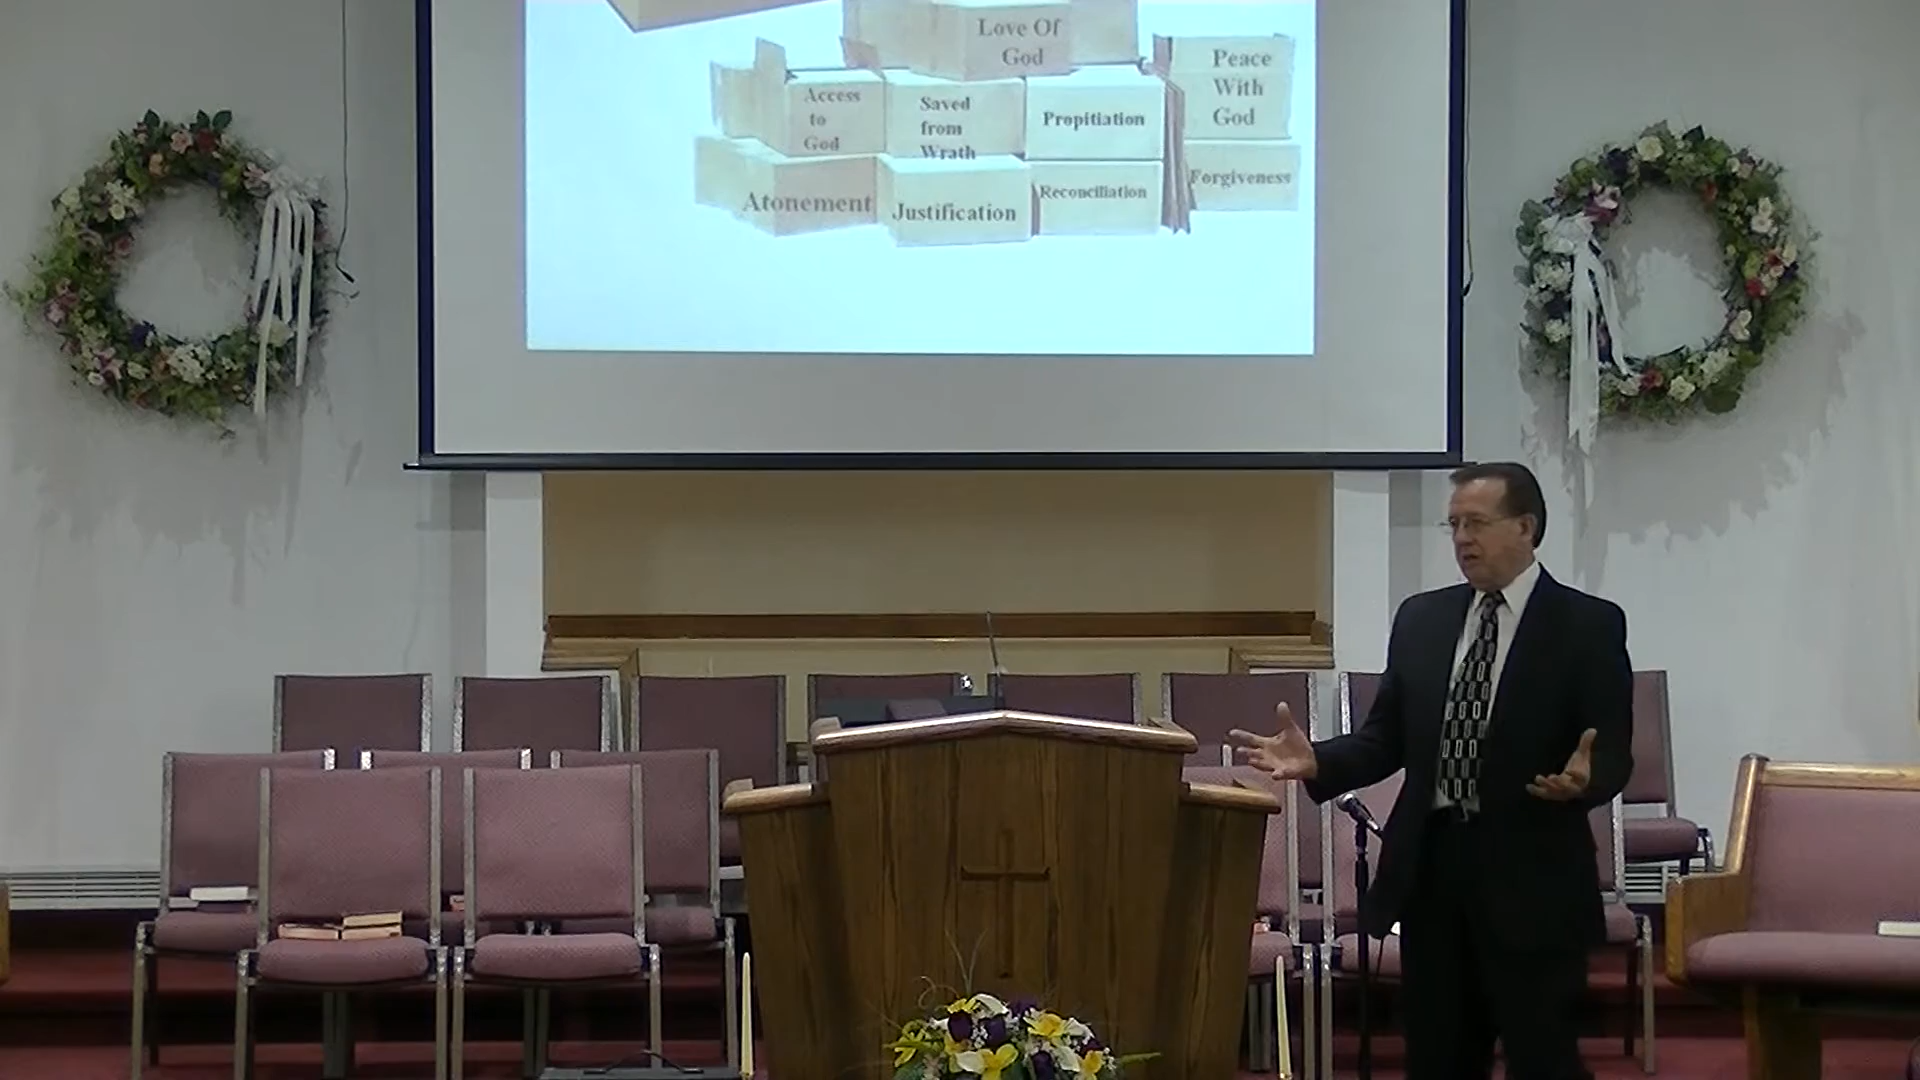 Love Of
God
Peace
With
God
Access
to
God
Saved
from
Wrath
Propitiation
Atonement
Justification
Reconciliation
Forgiveness